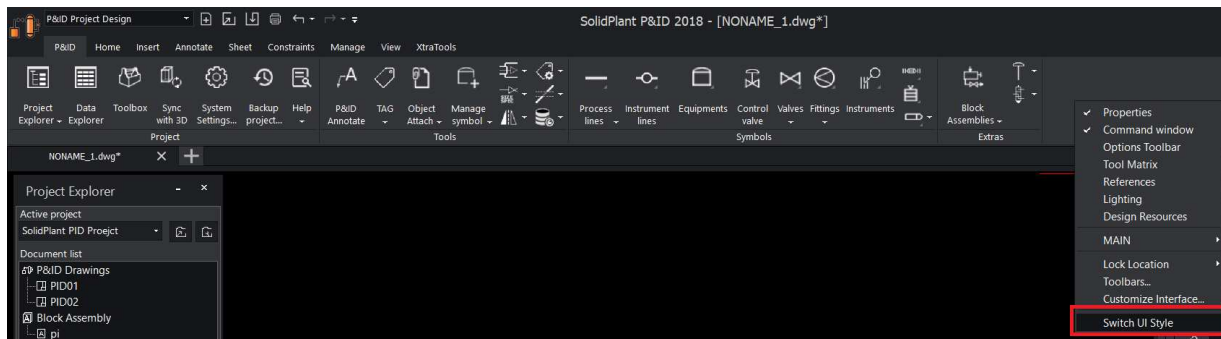 P&ID Project Design
SolidPlant P&ID 2018 - [NONAME_1.dwg*]
P&ID Home Insert Annotate Sheet Constraints Manage View XtraTools
Project Explorer
Data Explorer
Toolbox
Sync with 3D
System Settings...
Backup project...
Help
Project
P&ID Annotate
TAG
Object Attach
Manage symbol
Tools
Process lines
Instrument lines
Equipments
Control valve
Valves
Fittings
Instruments
Symbols
Block Assemblies
Extras
NONAME_1.dwg*
Project Explorer
Active project
SolidPlant PID Proejct
Document list
P&ID Drawings
PID01
PID02
Block Assembly
pi
Properties
Command window
Options Toolbar
Tool Matrix
References
Lighting
Design Resources
MAIN
Lock Location
Toolbars...
Customize Interface...
Switch UI Style